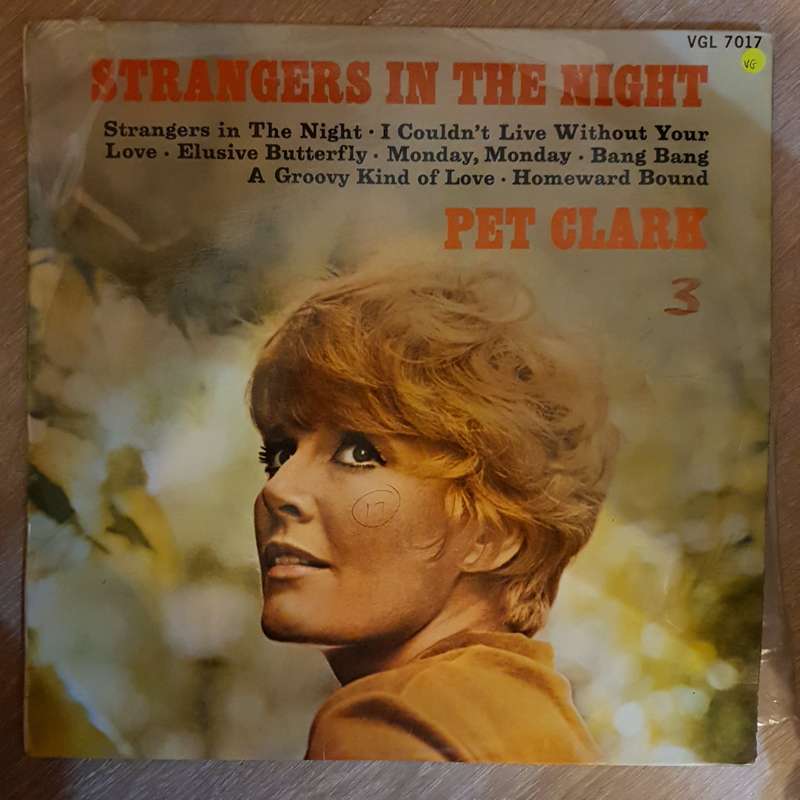 VGL 7017
VG
STRANGERS IN THE NIGHT
Strangers in The Night · I Couldn't Live Without Your
Love · Elusive Butterfly · Monday, Monday · Bang Bang
A Groovy Kind of Love · Homeward Bound
PET CLARK
3
17